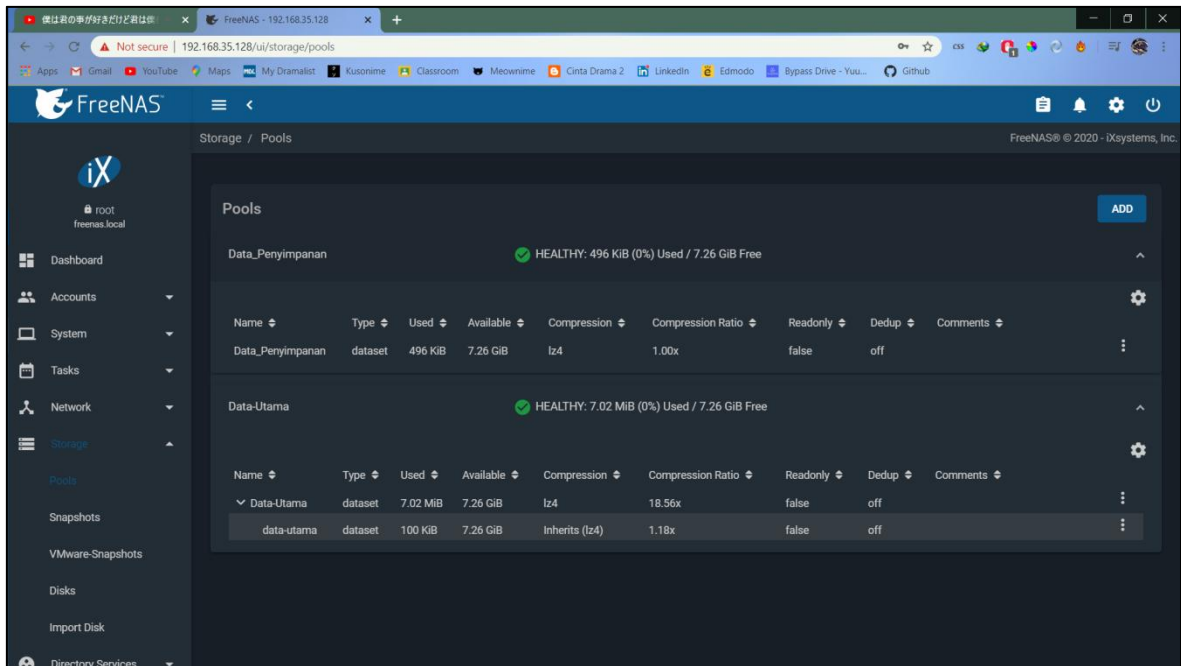 僕は君の事が好きだけど君は僕
FreeNAS - 192.168.35.128
Not secure | 192.168.35.128/ui/storage/pools
Apps Gmail YouTube Maps My Dramalist Kusonime Classroom Meownime Cinta Drama 2 LinkedIn Edmodo Bypass Drive - Yuu... Github
FreeNAS®
Storage / Pools
FreeNAS® © 2020 - iXsystems, Inc.
iX
root
freenas.local
Dashboard
Accounts
System
Tasks
Network
Storage
Pools
Snapshots
VMware-Snapshots
Disks
Import Disk
Directory Services
Pools
ADD
Data_Penyimpanan HEALTHY: 496 KiB (0%) Used / 7.26 GiB Free
Name Type Used Available Compression Compression Ratio Readonly Dedup Comments
Data_Penyimpanan dataset 496 KiB 7.26 GiB lz4 1.00x false off
Data-Utama HEALTHY: 7.02 MiB (0%) Used / 7.26 GiB Free
Name Type Used Available Compression Compression Ratio Readonly Dedup Comments
Data-Utama dataset 7.02 MiB 7.26 GiB lz4 18.56x false off
data-utama dataset 100 KiB 7.26 GiB Inherits (lz4) 1.18x false off